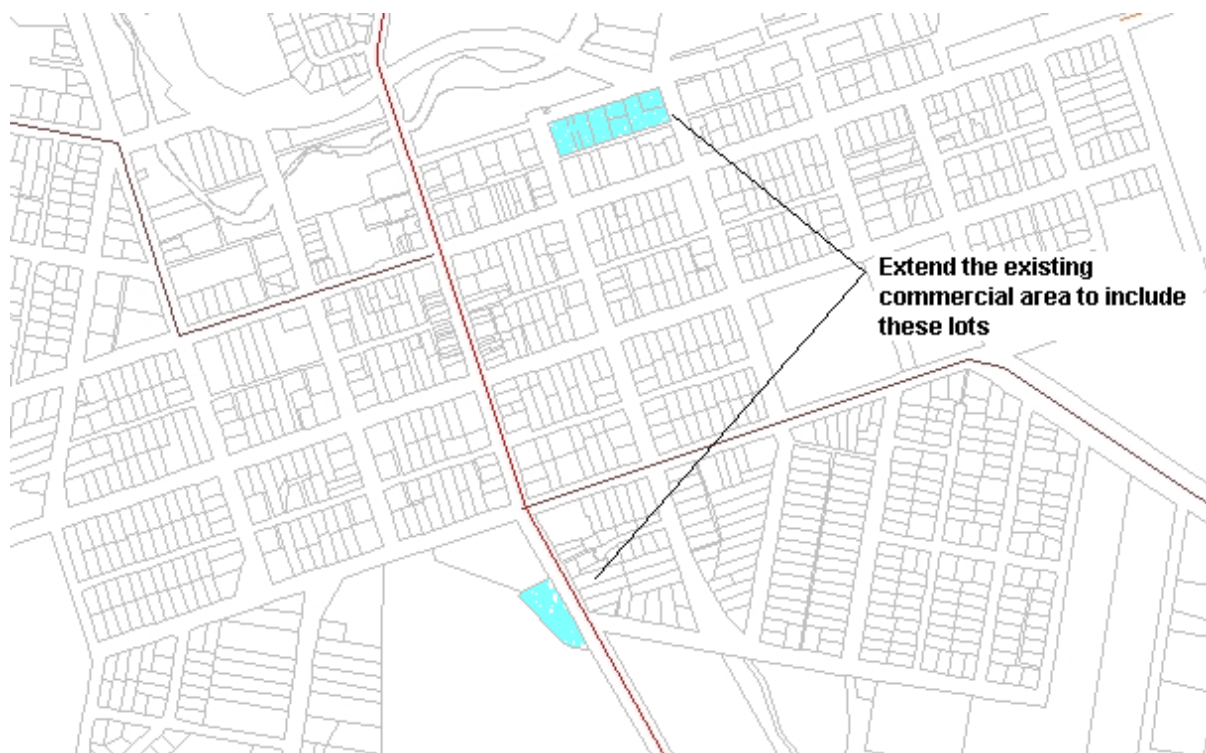 Extend the existing
commercial area to include
these lots